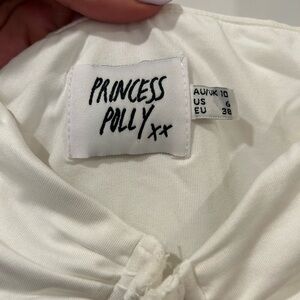 PRINCESS
POLLY xx
AU/UK 10
US 6
EU 38